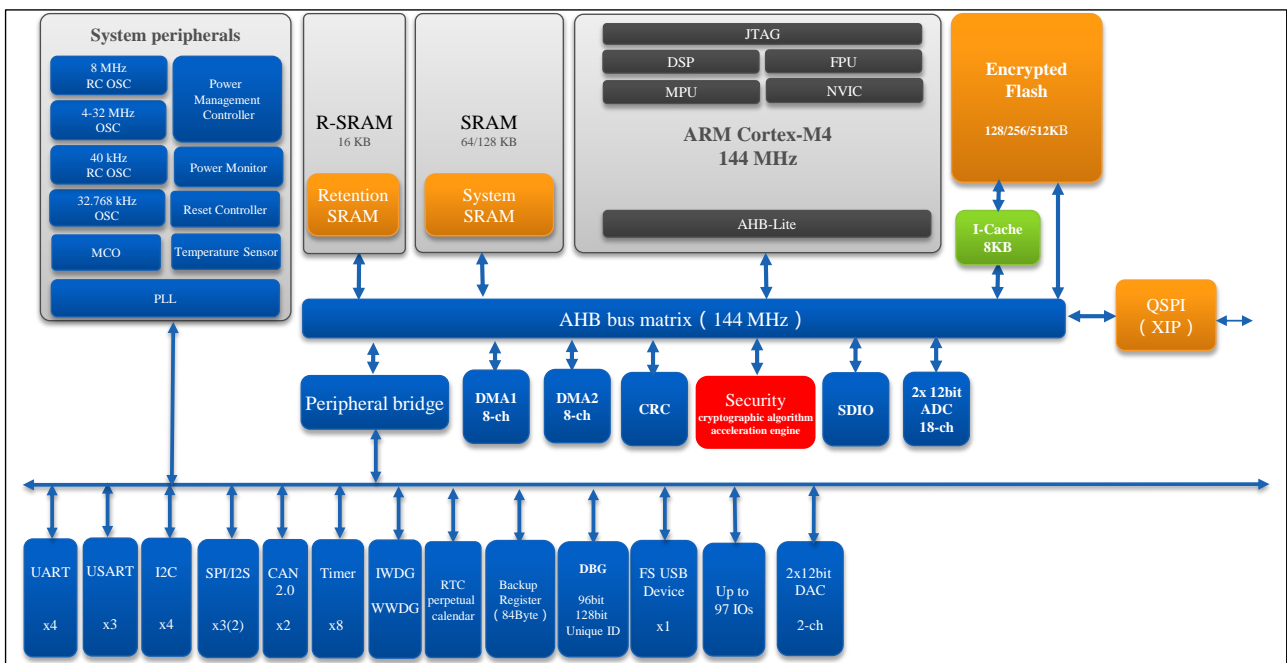 System peripherals
8 MHz
RC OSC
4-32 MHz
OSC
40 kHz
RC OSC
32.768 kHz
OSC
MCO
Power
Management
Controller
Power Monitor
Reset Controller
Temperature Sensor
PLL
R-SRAM
16 KB
Retention
SRAM
SRAM
64/128 KB
System
SRAM
JTAG
DSP
FPU
MPU
NVIC
ARM Cortex-M4
144 MHz
AHB-Lite
Encrypted
Flash
128/256/512KB
I-Cache
8KB
AHB bus matrix ( 144 MHz )
QSPI
( XIP )
Peripheral bridge
DMA1
8-ch
DMA2
8-ch
CRC
Security
cryptographic algorithm
acceleration engine
SDIO
2x 12bit
ADC
18-ch
UART
x4
USART
x3
I2C
x4
SPI/I2S
x3(2)
CAN
2.0
x2
Timer
x8
IWDG
WWDG
RTC
perpetual
calendar
Backup
Register
( 84Byte )
DBG
96bit
128bit
Unique ID
FS USB
Device
x1
Up to
97 IOs
2x12bit
DAC
2-ch